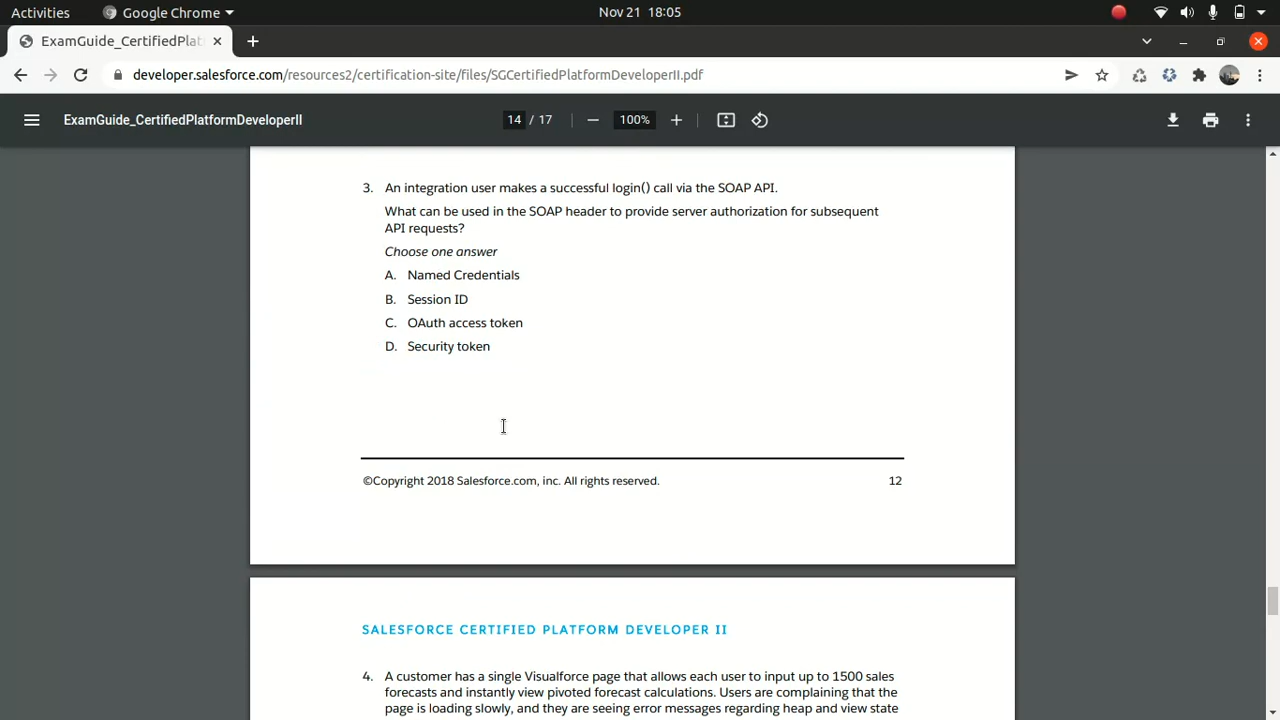 Activities Google Chrome Nov 21 18:05
ExamGuide_CertifiedPlat
developer.salesforce.com/resources2/certification-site/files/SGCertifiedPlatformDeveloperII.pdf
ExamGuide_CertifiedPlatformDeveloperII 14 / 17 100%
3. An integration user makes a successful login() call via the SOAP API.
What can be used in the SOAP header to provide server authorization for subsequent
API requests?
Choose one answer
A. Named Credentials
B. Session ID
C. OAuth access token
D. Security token
©Copyright 2018 Salesforce.com, inc. All rights reserved. 12
SALESFORCE CERTIFIED PLATFORM DEVELOPER II
4. A customer has a single Visualforce page that allows each user to input up to 1500 sales
forecasts and instantly view pivoted forecast calculations. Users are complaining that the
page is loading slowly, and they are seeing error messages regarding heap and view state